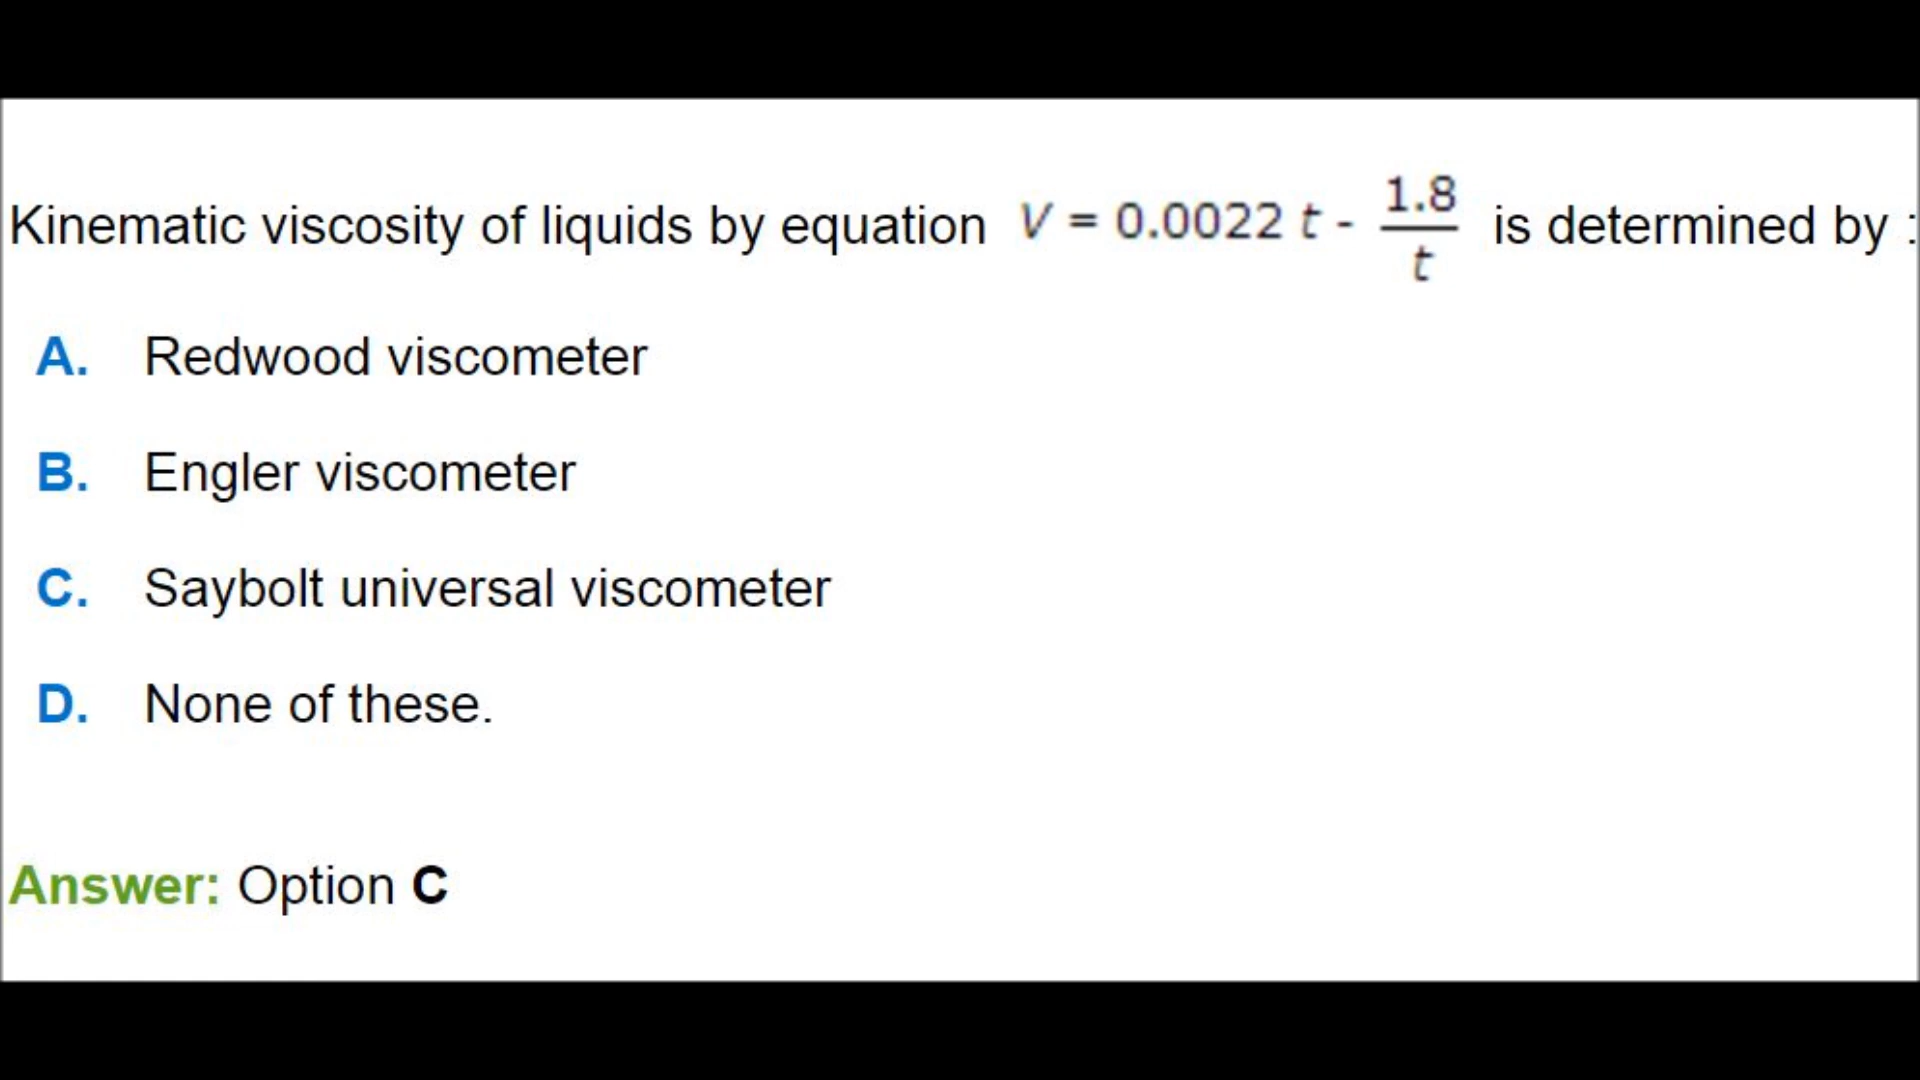 Kinematic viscosity of liquids by equation V = 0.0022 t - 1.8/t is determined by :
A. Redwood viscometer
B. Engler viscometer
C. Saybolt universal viscometer
D. None of these.
Answer: Option C